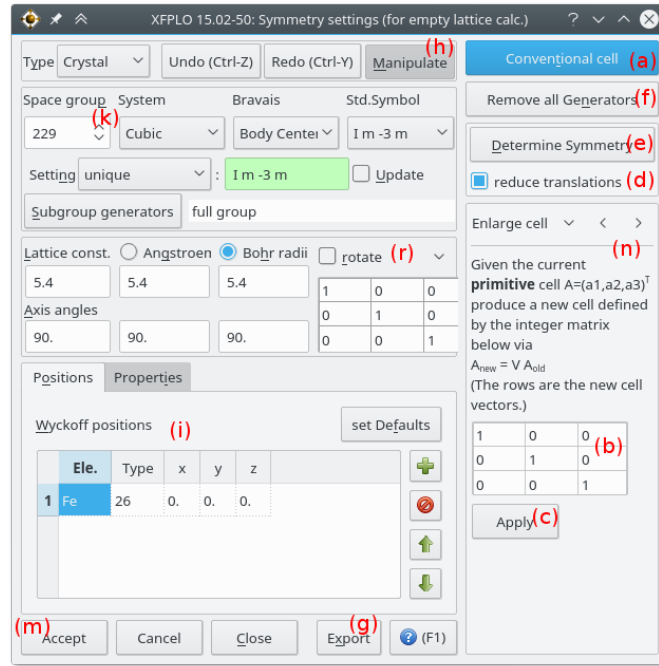 XFPLO 15.02-50: Symmetry settings (for empty lattice calc.)
Type Crystal Undo (Ctrl-Z) Redo (Ctrl-Y) Manipulate (h)
Conventional cell (a)
Remove all Generators (f)
Space group System Bravais Std.Symbol
(k)
229 Cubic Body Center I m -3 m
Determine Symmetry (e)
reduce translations (d)
Setting unique : I m -3 m Update
Subgroup generators full group
Enlarge cell < >
(n)
Lattice const. Angstroen Bohr radii rotate (r)
5.4 5.4 5.4
1 0 0
0 1 0
0 0 1
Axis angles
90. 90. 90.
Given the current
primitive cell A=(a1,a2,a3)T
produce a new cell defined
by the integer matrix
below via
Anew = V Aold
(The rows are the new cell
vectors.)
1 0 0
0 1 0
0 0 1
(b)
Apply (c)
Positions Properties
Wyckoff positions (i) set Defaults
Ele. Type x y z
1 Fe 26 0. 0. 0.
(m) (g)
Accept Cancel Close Export ? (F1)